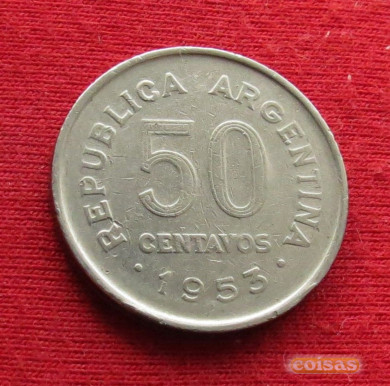 REPUBLICA ARGENTINA
50
CENTAVOS
· 1953 ·
coisas